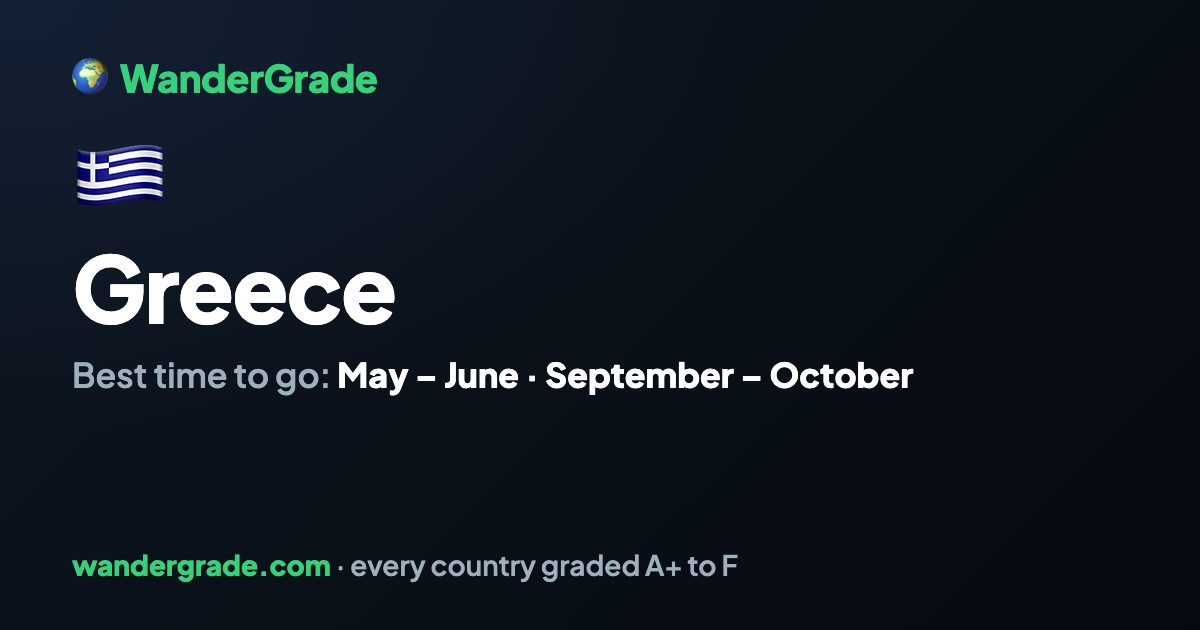 WanderGrade
Greece
Best time to go: May – June · September – October
wandergrade.com · every country graded A+ to F